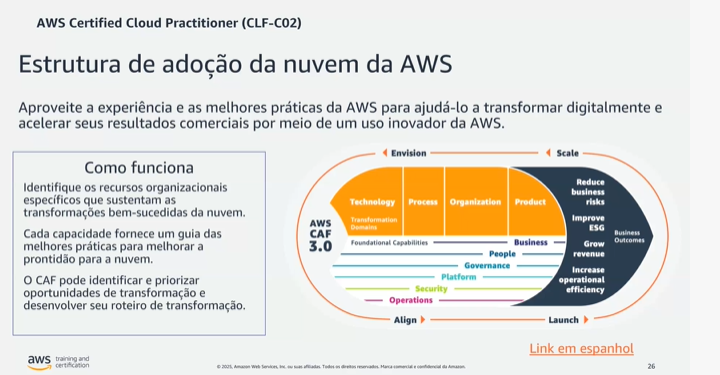 AWS Certified Cloud Practitioner (CLF-C02)
Estrutura de adoção da nuvem da AWS
Aproveite a experiência e as melhores práticas da AWS para ajudá-lo a transformar digitalmente e
acelerar seus resultados comerciais por meio de um uso inovador da AWS.
Como funciona
Identifique os recursos organizacionais
específicos que sustentam as
transformações bem-sucedidas da nuvem.
Cada capacidade fornece um guia das
melhores práticas para melhorar a
prontidão para a nuvem.
O CAF pode identificar e priorizar
oportunidades de transformação e
desenvolver seu roteiro de transformação.
Envision
Scale
AWS
CAF
3.0
Technology
Process
Organization
Product
Transformation
Domains
Foundational Capabilities
Business
People
Governance
Platform
Security
Operations
Reduce
business
risks
Improve
ESG
Grow
revenue
Increase
operational
efficiency
Business
Outcomes
Align
Launch
Link em espanhol
aws training and
certification
© 2025, Amazon Web Services, Inc. ou suas afiliadas. Todos os direitos reservados. Marca comercial e confidencial da Amazon.
26